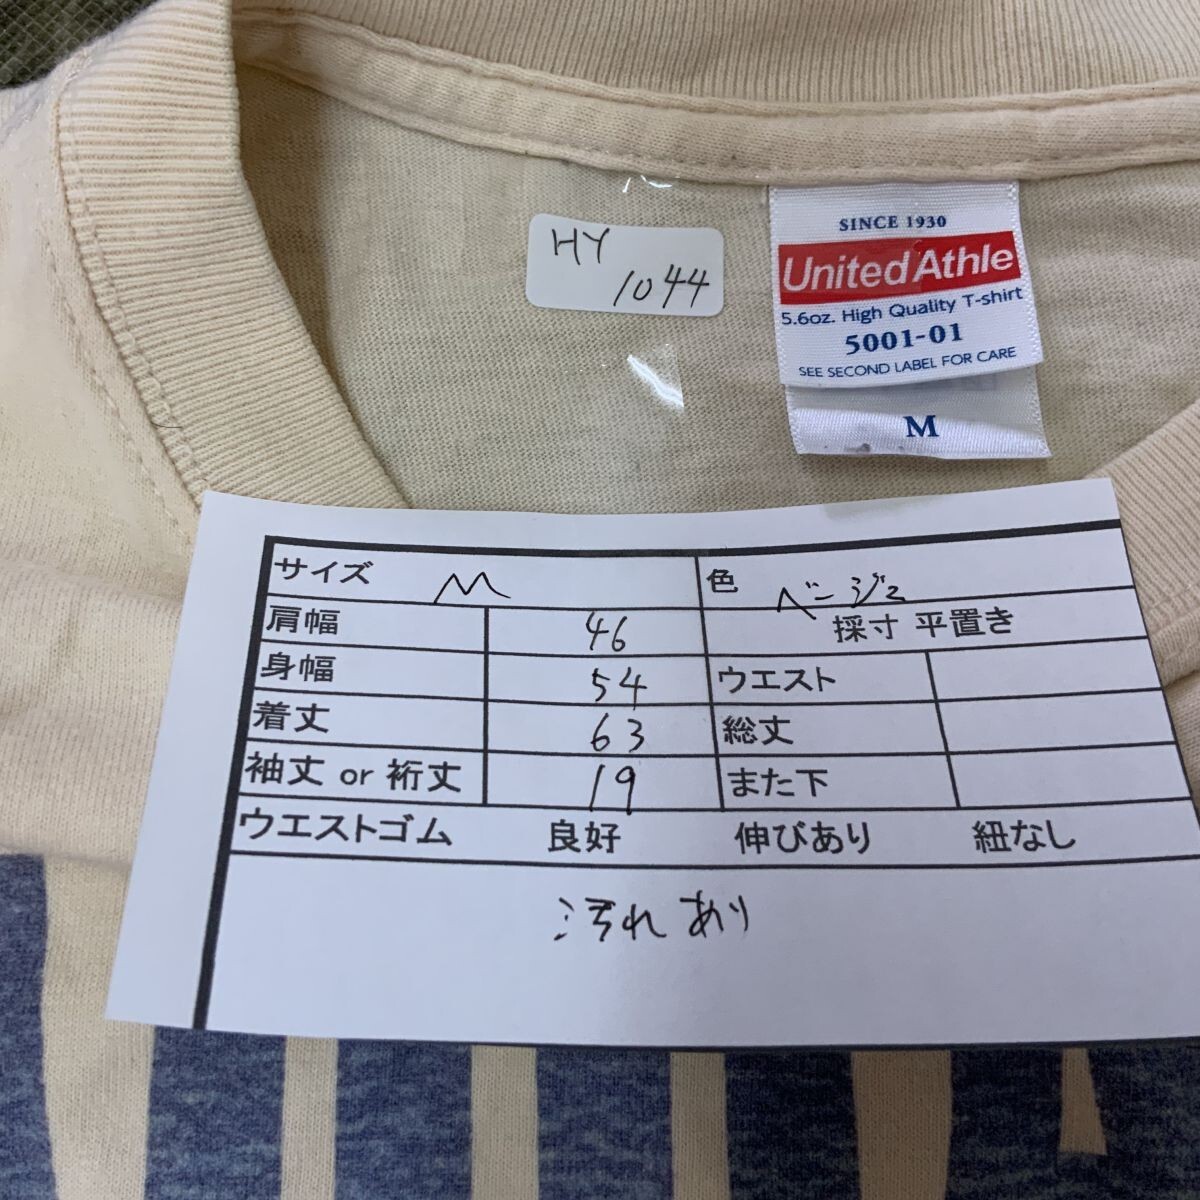 HY
1044
SINCE 1930
United Athle
5.6oz. High Quality T-shirt
5001-01
SEE SECOND LABEL FOR CARE
M
サイズ M 色 ベージュ
肩幅 46 採寸 平置き
身幅 54 ウエスト
着丈 63 総丈
袖丈 or 裄丈 19 また下
ウエストゴム 良好 伸びあり 紐なし
汚れあり